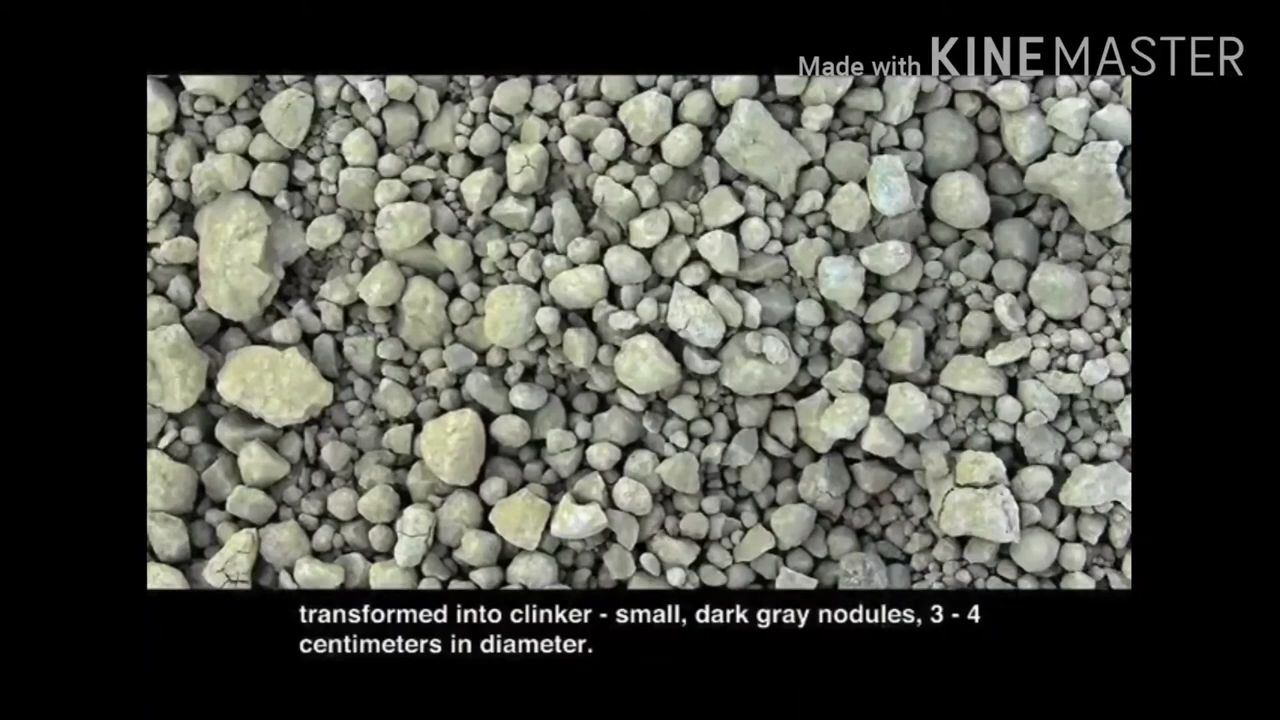 Made with KINEMASTER
transformed into clinker - small, dark gray nodules, 3 - 4
centimeters in diameter.